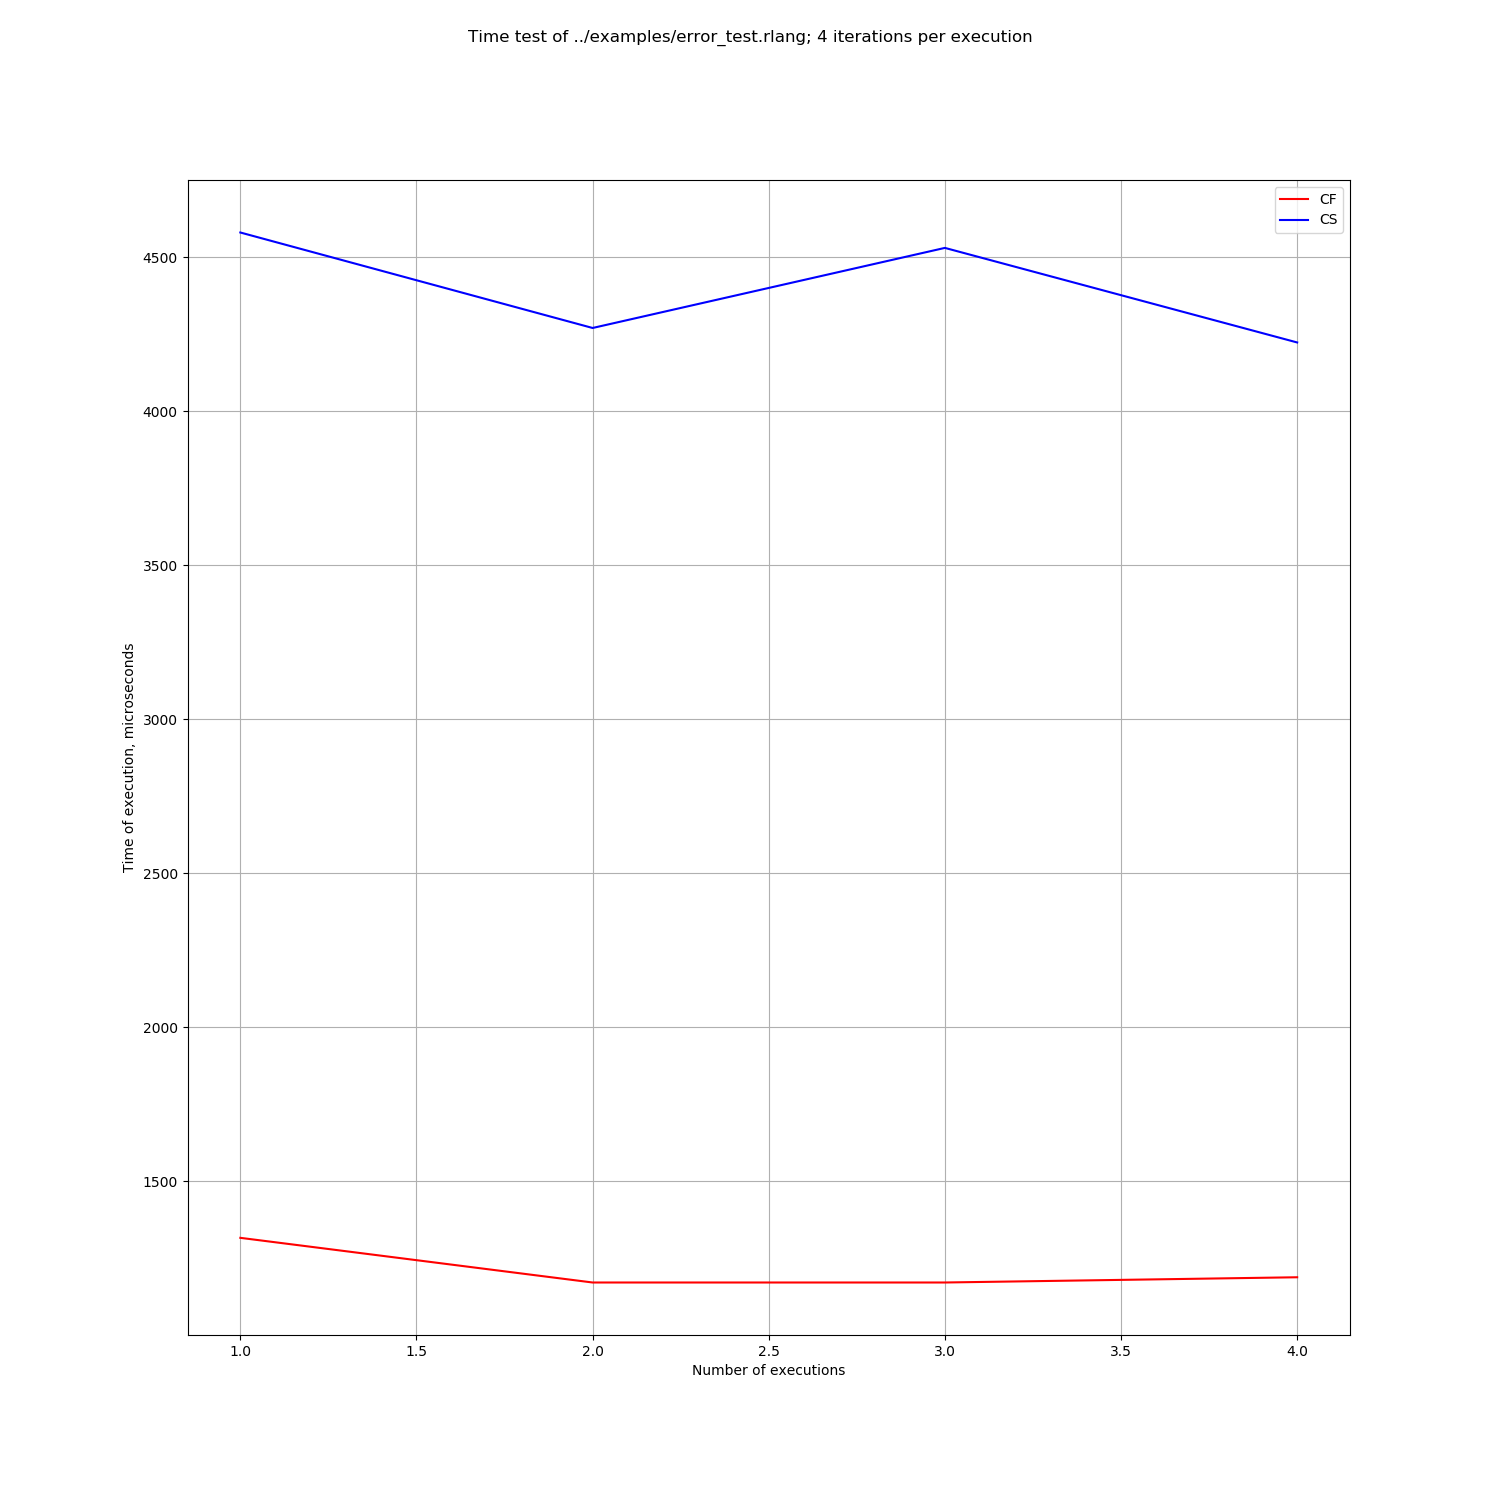 Time test of ../examples/error_test.rlang; 4 iterations per execution
CF
CS
4500
4000
3500
3000
2500
2000
1500
Time of execution, microseconds
1.0 1.5 2.0 2.5 3.0 3.5 4.0
Number of executions